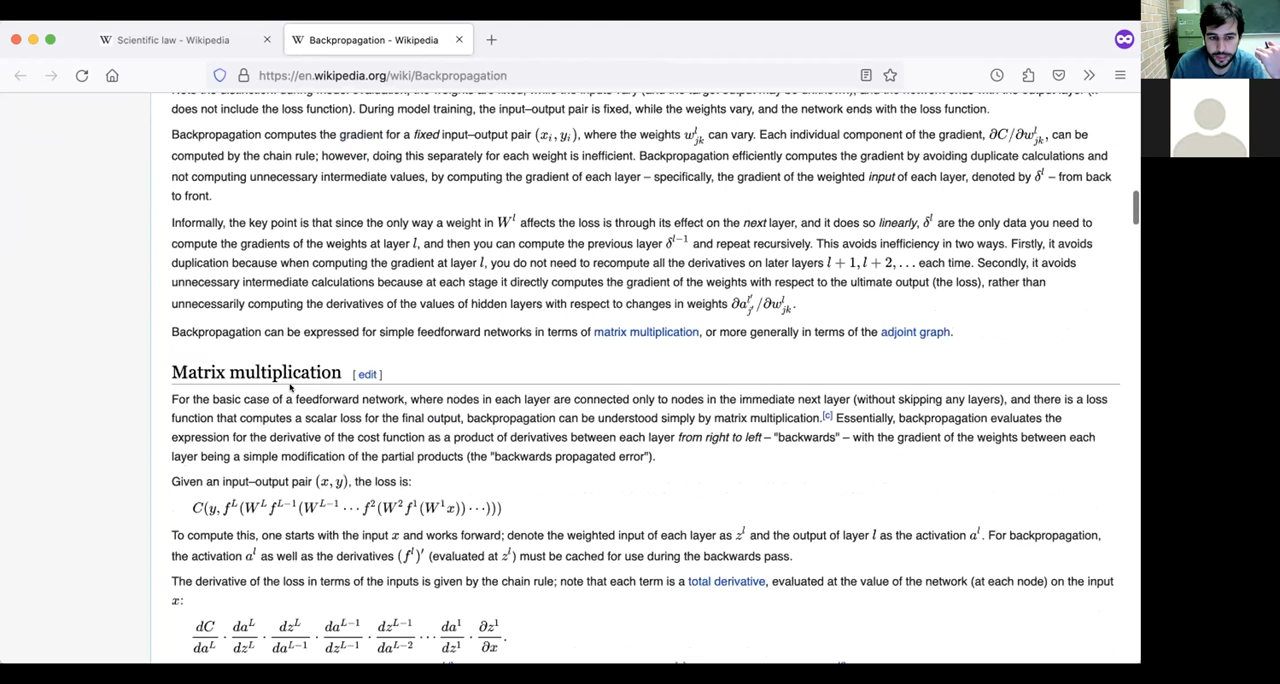 Scientific law - Wikipedia
Backpropagation - Wikipedia
https://en.wikipedia.org/wiki/Backpropagation
does not include the loss function). During model training, the input–output pair is fixed, while the weights vary, and the network ends with the loss function.
Backpropagation computes the gradient for a fixed input–output pair (xᵢ, yᵢ), where the weights wˡⱼₖ can vary. Each individual component of the gradient, ∂C/∂wˡⱼₖ, can be
computed by the chain rule; however, doing this separately for each weight is inefficient. Backpropagation efficiently computes the gradient by avoiding duplicate calculations and
not computing unnecessary intermediate values, by computing the gradient of each layer – specifically, the gradient of the weighted input of each layer, denoted by δˡ – from back
to front.
Informally, the key point is that since the only way a weight in Wˡ affects the loss is through its effect on the next layer, and it does so linearly, δˡ are the only data you need to
compute the gradients of the weights at layer l, and then you can compute the previous layer δˡ⁻¹ and repeat recursively. This avoids inefficiency in two ways. Firstly, it avoids
duplication because when computing the gradient at layer l, you do not need to recompute all the derivatives on later layers l + 1, l + 2, … each time. Secondly, it avoids
unnecessary intermediate calculations because at each stage it directly computes the gradient of the weights with respect to the ultimate output (the loss), rather than
unnecessarily computing the derivatives of the values of hidden layers with respect to changes in weights ∂aˡ′ⱼ′/∂wˡⱼₖ.
Backpropagation can be expressed for simple feedforward networks in terms of matrix multiplication, or more generally in terms of the adjoint graph.
Matrix multiplication [ edit ]
For the basic case of a feedforward network, where nodes in each layer are connected only to nodes in the immediate next layer (without skipping any layers), and there is a loss
function that computes a scalar loss for the final output, backpropagation can be understood simply by matrix multiplication.[c] Essentially, backpropagation evaluates the
expression for the derivative of the cost function as a product of derivatives between each layer from right to left – "backwards" – with the gradient of the weights between each
layer being a simple modification of the partial products (the "backwards propagated error").
Given an input–output pair (x, y), the loss is:
C(y, fᴸ(Wᴸfᴸ⁻¹(Wᴸ⁻¹ ⋯ f²(W²f¹(W¹x)) ⋯)))
To compute this, one starts with the input x and works forward; denote the weighted input of each layer as zˡ and the output of layer l as the activation aˡ. For backpropagation,
the activation aˡ as well as the derivatives (fˡ)′ (evaluated at zˡ) must be cached for use during the backwards pass.
The derivative of the loss in terms of the inputs is given by the chain rule; note that each term is a total derivative, evaluated at the value of the network (at each node) on the input
x:
dC/daᴸ · daᴸ/dzᴸ · dzᴸ/daᴸ⁻¹ · daᴸ⁻¹/dzᴸ⁻¹ · dzᴸ⁻¹/daᴸ⁻² ⋯ da¹/dz¹ · ∂z¹/∂x.